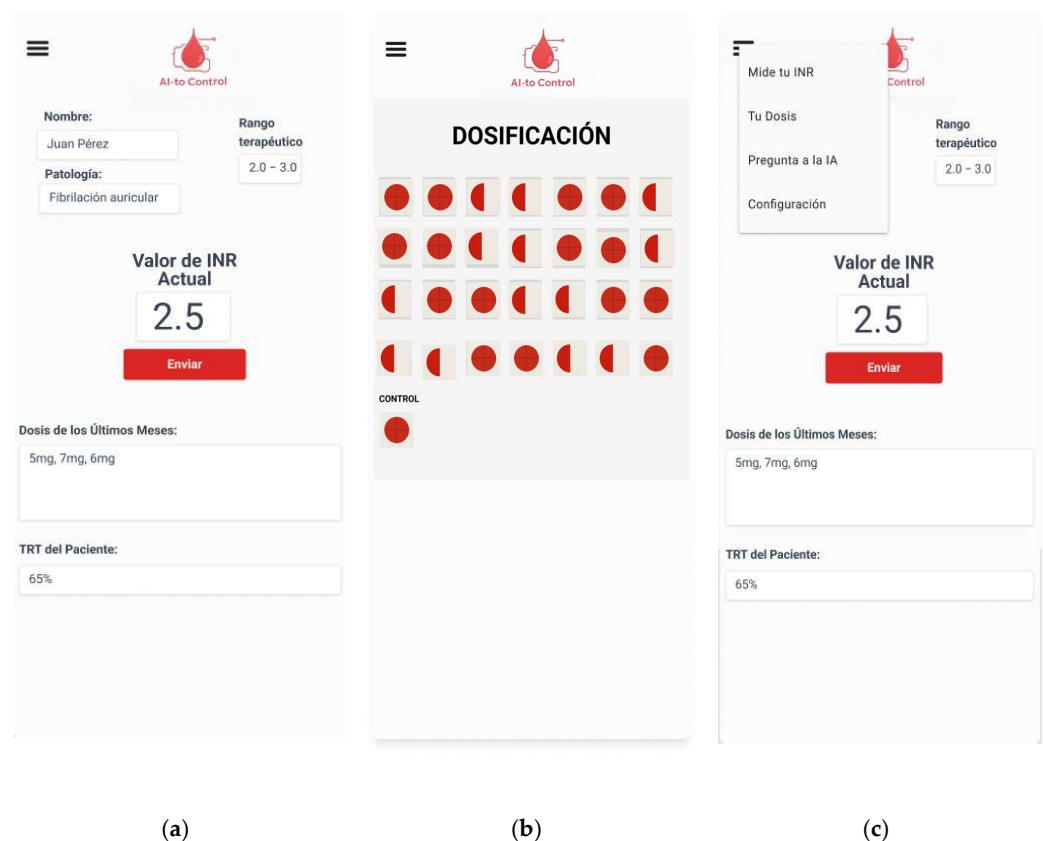 AI-to Control
Nombre:
Juan Pérez
Patología:
Fibrilación auricular
Rango
terapéutico
2.0 – 3.0
Valor de INR
Actual
2.5
Enviar
Dosis de los Últimos Meses:
5mg, 7mg, 6mg
TRT del Paciente:
65%
(a)
AI-to Control
DOSIFICACIÓN
CONTROL
(b)
Control
Mide tu INR
Tu Dosis
Pregunta a la IA
Configuración
Rango
terapéutico
2.0 – 3.0
Valor de INR
Actual
2.5
Enviar
Dosis de los Últimos Meses:
5mg, 7mg, 6mg
TRT del Paciente:
65%
(c)